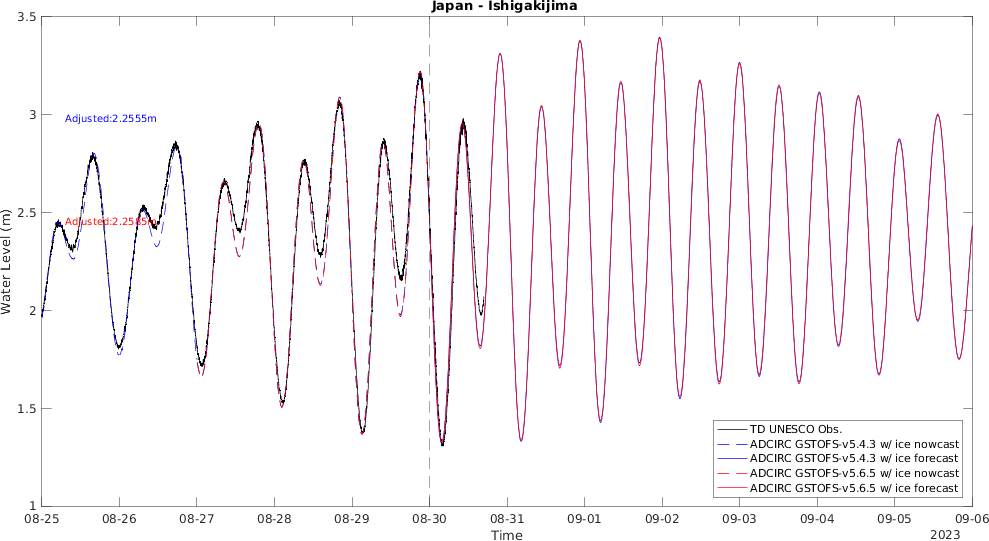 Japan - Ishigakijima
3.5
3
2.5
2
1.5
1
Water Level (m)
Adjusted:2.2555m
Adjusted:2.2585m
TD UNESCO Obs.
ADCIRC GSTOFS-v5.4.3 w/ ice nowcast
ADCIRC GSTOFS-v5.4.3 w/ ice forecast
ADCIRC GSTOFS-v5.6.5 w/ ice nowcast
ADCIRC GSTOFS-v5.6.5 w/ ice forecast
08-25 08-26 08-27 08-28 08-29 08-30 08-31 09-01 09-02 09-03 09-04 09-05 09-06
Time
2023